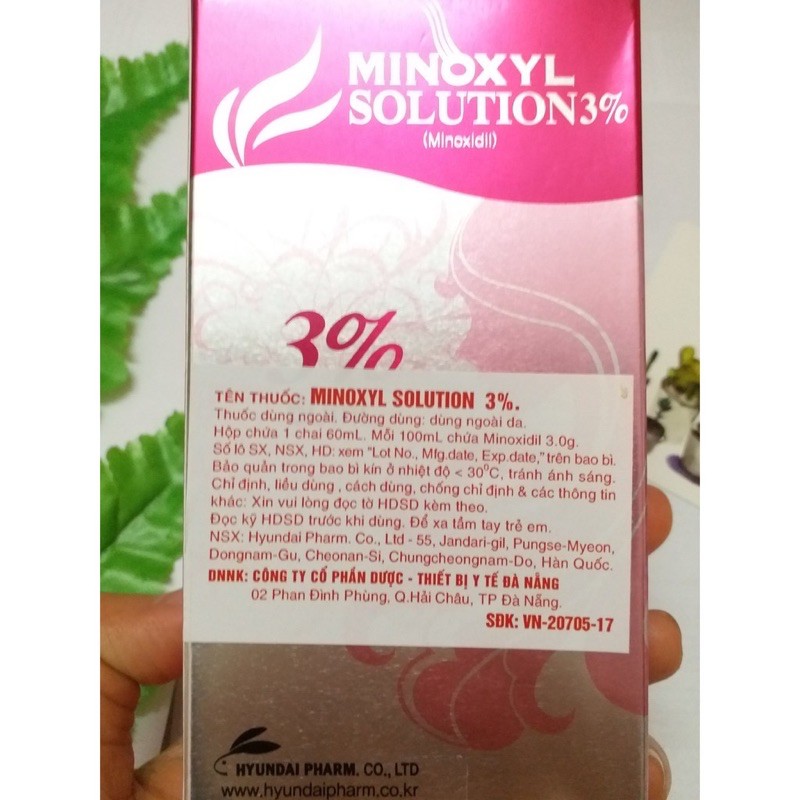 MINOXYL
SOLUTION3%
(Minoxidil)
3%
TÊN THUỐC: MINOXYL SOLUTION 3%.
Thuốc dùng ngoài. Đường dùng: dùng ngoài da.
Hộp chứa 1 chai 60mL. Mỗi 100mL chứa Minoxidil 3.0g.
Số lô SX, NSX, HD: xem "Lot No., Mfg.date, Exp.date," trên bao bì.
Bảo quản trong bao bì kín ở nhiệt độ < 30⁰C, tránh ánh sáng.
Chỉ định, liều dùng , cách dùng, chống chỉ định & các thông tin
khác: Xin vui lòng đọc tờ HDSD kèm theo.
Đọc kỹ HDSD trước khi dùng. Để xa tầm tay trẻ em.
NSX: Hyundai Pharm. Co., Ltd - 55, Jandari-gil, Pungse-Myeon,
Dongnam-Gu, Cheonan-Si, Chungcheongnam-Do, Hàn Quốc.
DNNK: CÔNG TY CỔ PHẦN DƯỢC - THIẾT BỊ Y TẾ ĐÀ NẴNG
02 Phan Đình Phùng, Q.Hải Châu, TP Đà Nẵng.
SĐK: VN-20705-17
HYUNDAI PHARM. CO., LTD
www.hyundaipharm.co.kr